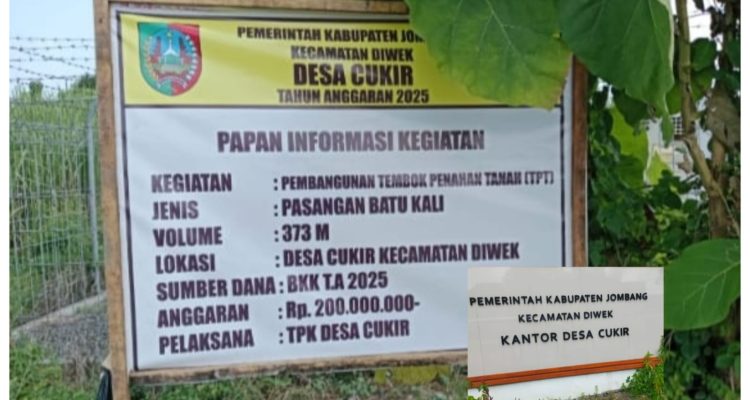 PEMERINTAH KABUPATEN JOM
KECAMATAN DIWEK
DESA CUKIR
TAHUN ANGGARAN 2025
PAPAN INFORMASI KEGIATAN
KEGIATAN : PEMBANGUNAN TEMBOK PENAHAN TANAH (TPT)
JENIS : PASANGAN BATU KALI
VOLUME : 373 M
LOKASI : DESA CUKIR KECAMATAN DIWEK
SUMBER DANA : BKK T.A 2025
ANGGARAN : Rp. 200.000.000-
PELAKSANA : TPK DESA CUKIR
PEMERINTAH KABUPATEN JOMBANG
KECAMATAN DIWEK
KANTOR DESA CUKIR